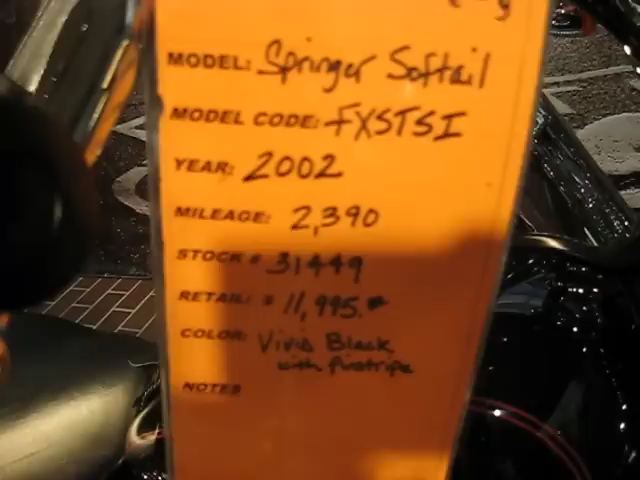 MODEL: Springer Softail
MODEL CODE: FXSTSI
YEAR: 2002
MILEAGE: 2,390
STOCK # 31449
RETAIL: $ 11,995.
COLOR: Vivid Black
with Pinstripe
NOTES